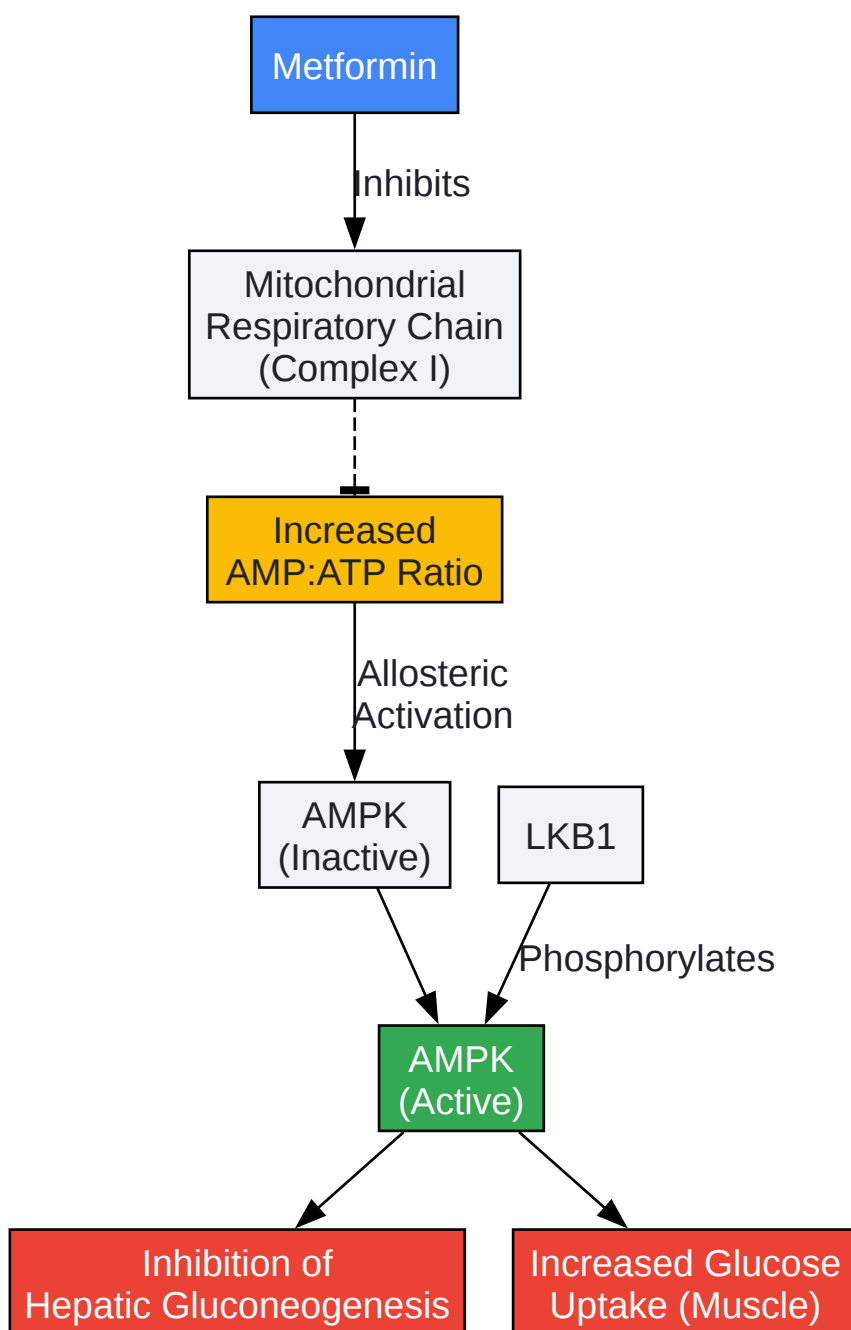 Metformin
Inhibits
Mitochondrial
Respiratory Chain
(Complex I)
Increased
AMP:ATP Ratio
Allosteric
Activation
AMPK
(Inactive)
LKB1
Phosphorylates
AMPK
(Active)
Inhibition of
Hepatic Gluconeogenesis
Increased Glucose
Uptake (Muscle)